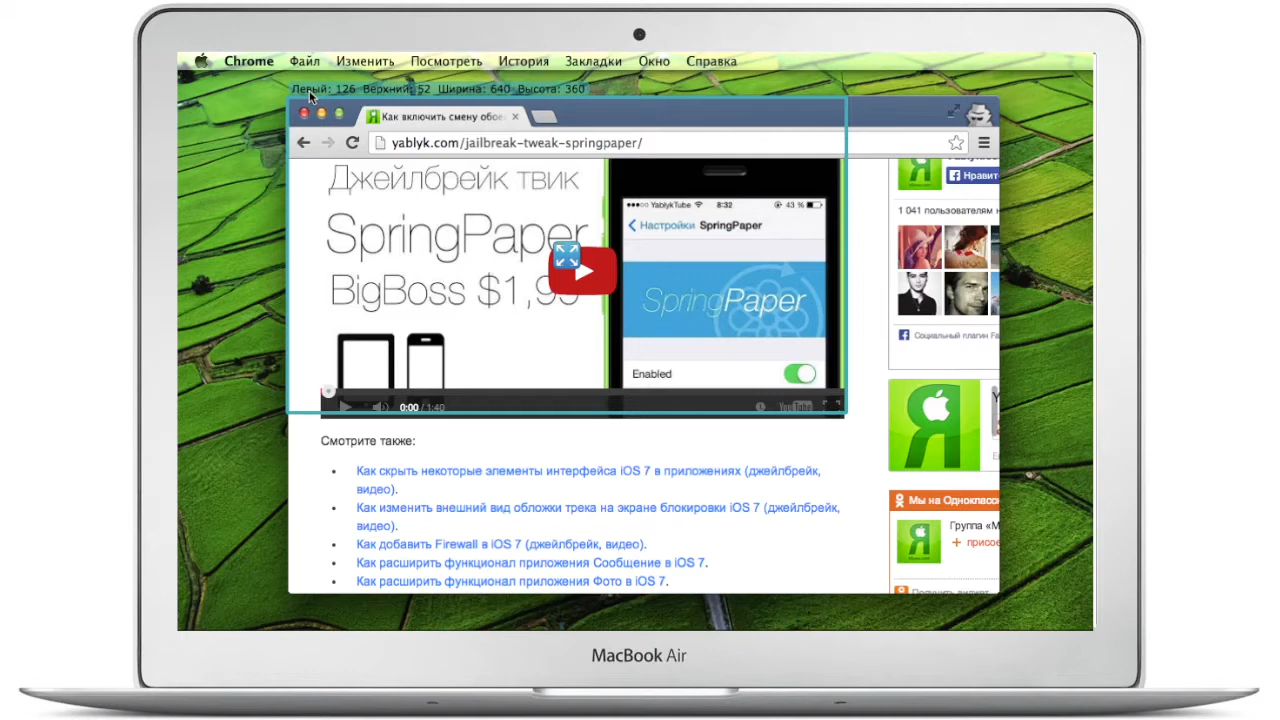 Chrome Файл Изменить Посмотреть История Закладки Окно Справка
Левый: 126 Верхний: 52 Ширина: 640 Высота: 360
Как включить смену обое
yablyk.com/jailbreak-tweak-springpaper/
Джейлбрейк твик
SpringPaper
BigBoss $1,99
YablykTube 8:32 43 %
Настройки SpringPaper
SpringPaper
Enabled
0:00 / 1:40 YouTube
Нравит
1 041 пользователям н
Социальный плагин Fa
Смотрите также:
• Как скрыть некоторые элементы интерфейса iOS 7 в приложениях (джейлбрейк,
видео).
• Как изменить внешний вид обложки трека на экране блокировки iOS 7 (джейлбрейк,
видео).
• Как добавить Firewall в iOS 7 (джейлбрейк, видео).
• Как расширить функционал приложения Сообщение в iOS 7.
• Как расширить функционал приложения Фото в iOS 7.
Я
Мы на Одноклассн
Группа «М
+ присое
MacBook Air